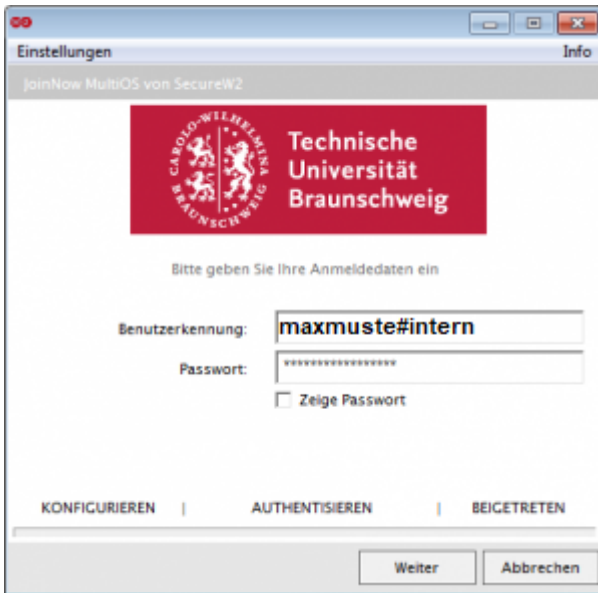 Einstellungen Info
JoinNow MultiOS von SecureW2
CAROLO-WILHELMINA
BRAUNSCHWEIG
Technische
Universität
Braunschweig
Bitte geben Sie Ihre Anmeldedaten ein
Benutzerkennung: maxmuste#intern
Passwort: *****************
Zeige Passwort
KONFIGURIEREN | AUTHENTISIEREN | BEIGETRETEN
Weiter Abbrechen